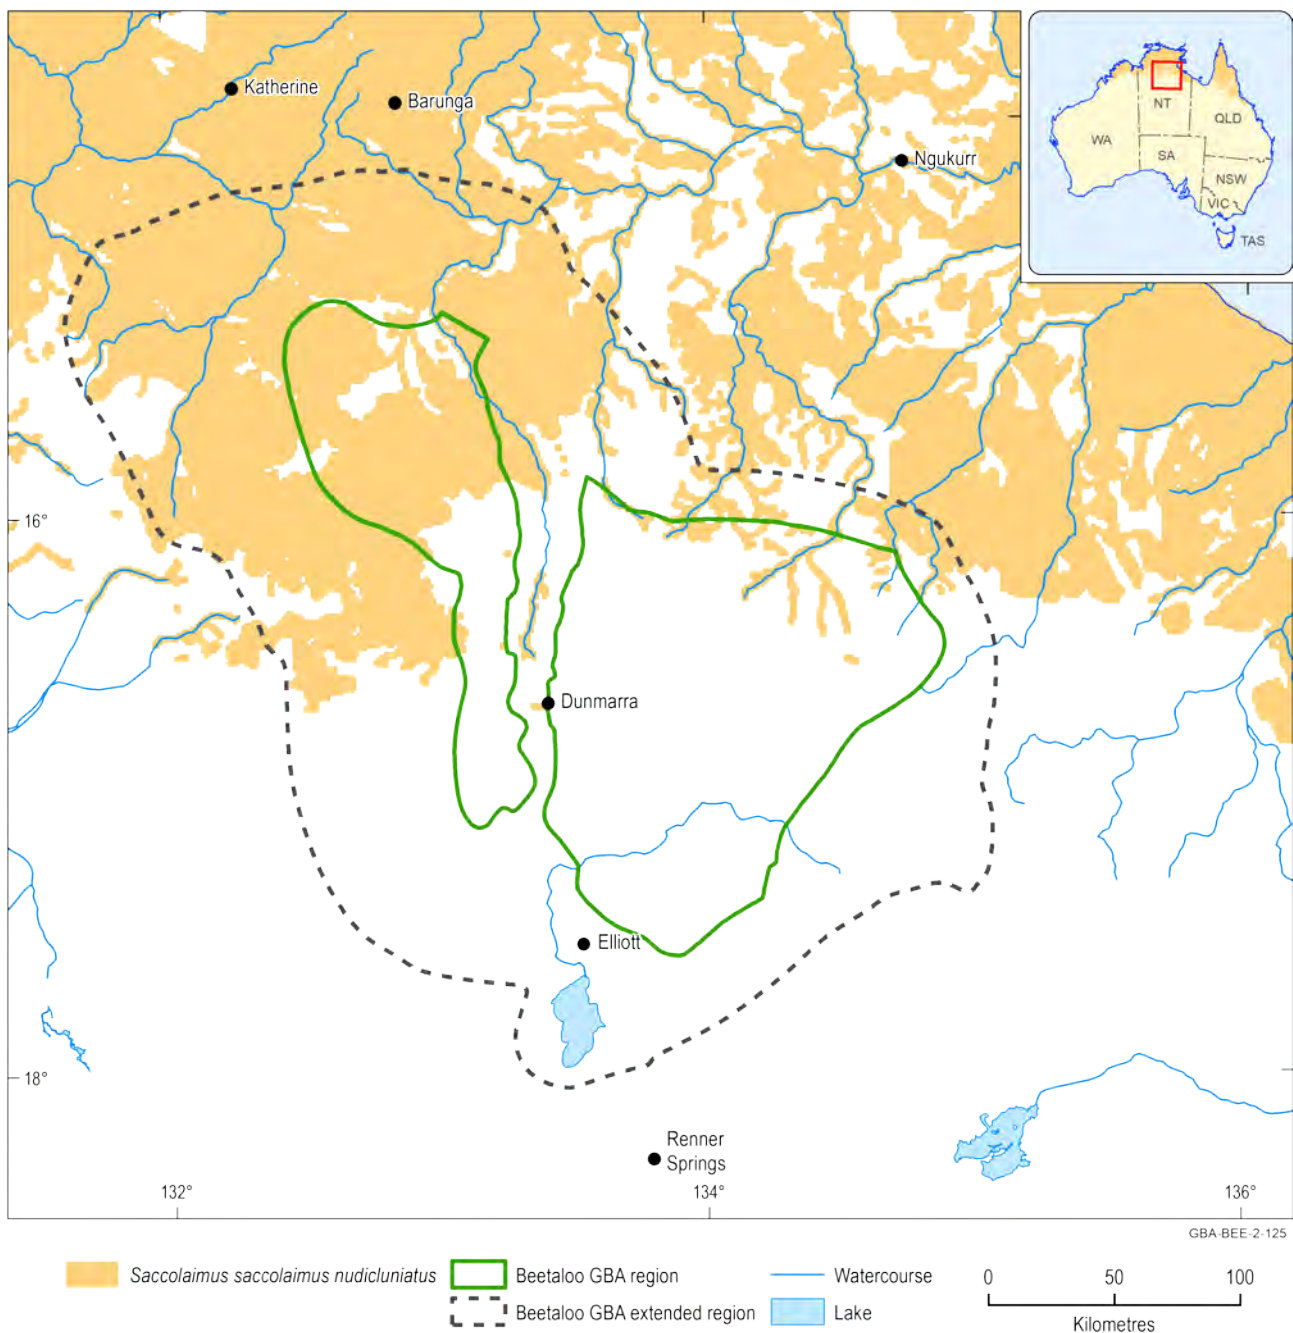 Katherine
Barunga
Ngukurr
WA
NT
QLD
SA
NSW
VIC
TAS
16°
Dunmarra
Elliott
18°
Renner
Springs
132°
134°
136°
GBA-BEE-2-125
Saccolaimus saccolaimus nudicluniatus
Beetaloo GBA region
Beetaloo GBA extended region
Watercourse
Lake
0 50 100
Kilometres